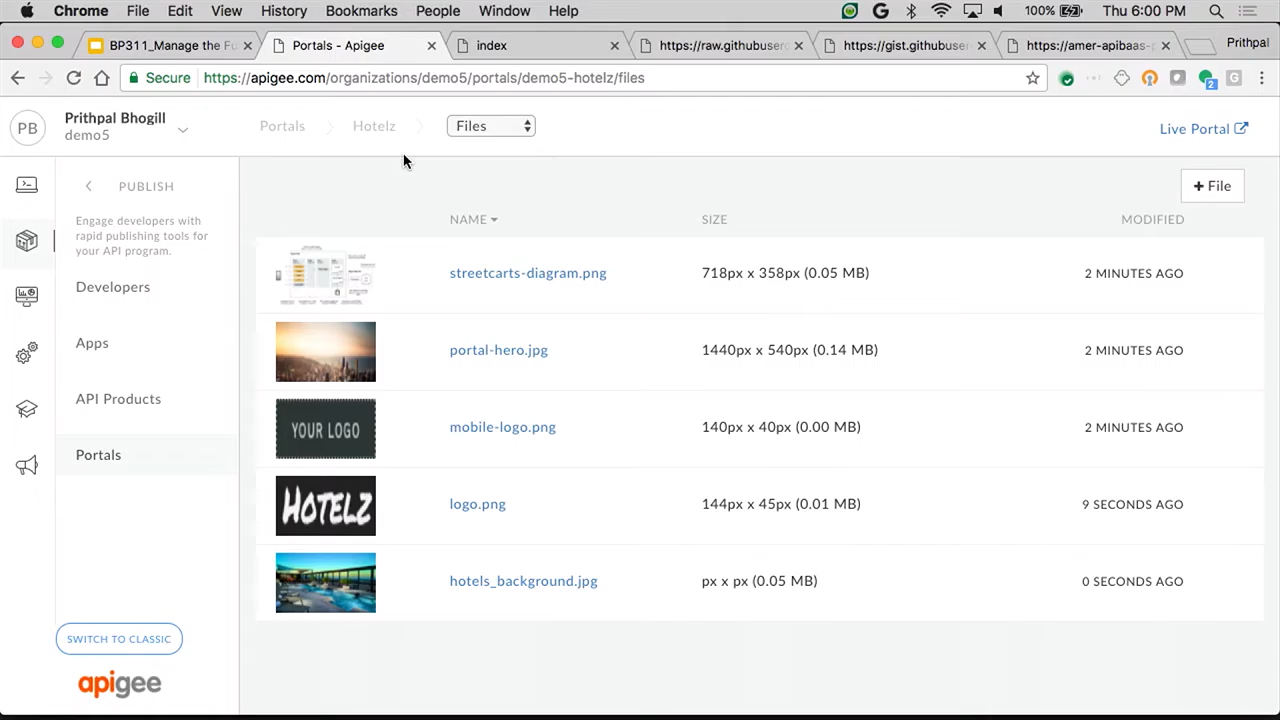 Chrome File Edit View History Bookmarks People Window Help 100% Thu 6:00 PM
BP311_Manage the Fu Portals - Apigee index https://raw.githubuserc https://gist.githubuser https://amer-apibaas-p Prithpal
Secure https://apigee.com/organizations/demo5/portals/demo5-hotelz/files 2
PB Prithpal Bhogill
demo5
Portals Hotelz Files Live Portal
PUBLISH
Engage developers with
rapid publishing tools for
your API program.
Developers
Apps
API Products
Portals
SWITCH TO CLASSIC
apigee
+ File
NAME SIZE MODIFIED
streetcarts-diagram.png 718px x 358px (0.05 MB) 2 MINUTES AGO
portal-hero.jpg 1440px x 540px (0.14 MB) 2 MINUTES AGO
YOUR LOGO mobile-logo.png 140px x 40px (0.00 MB) 2 MINUTES AGO
HOTELZ logo.png 144px x 45px (0.01 MB) 9 SECONDS AGO
hotels_background.jpg px x px (0.05 MB) 0 SECONDS AGO